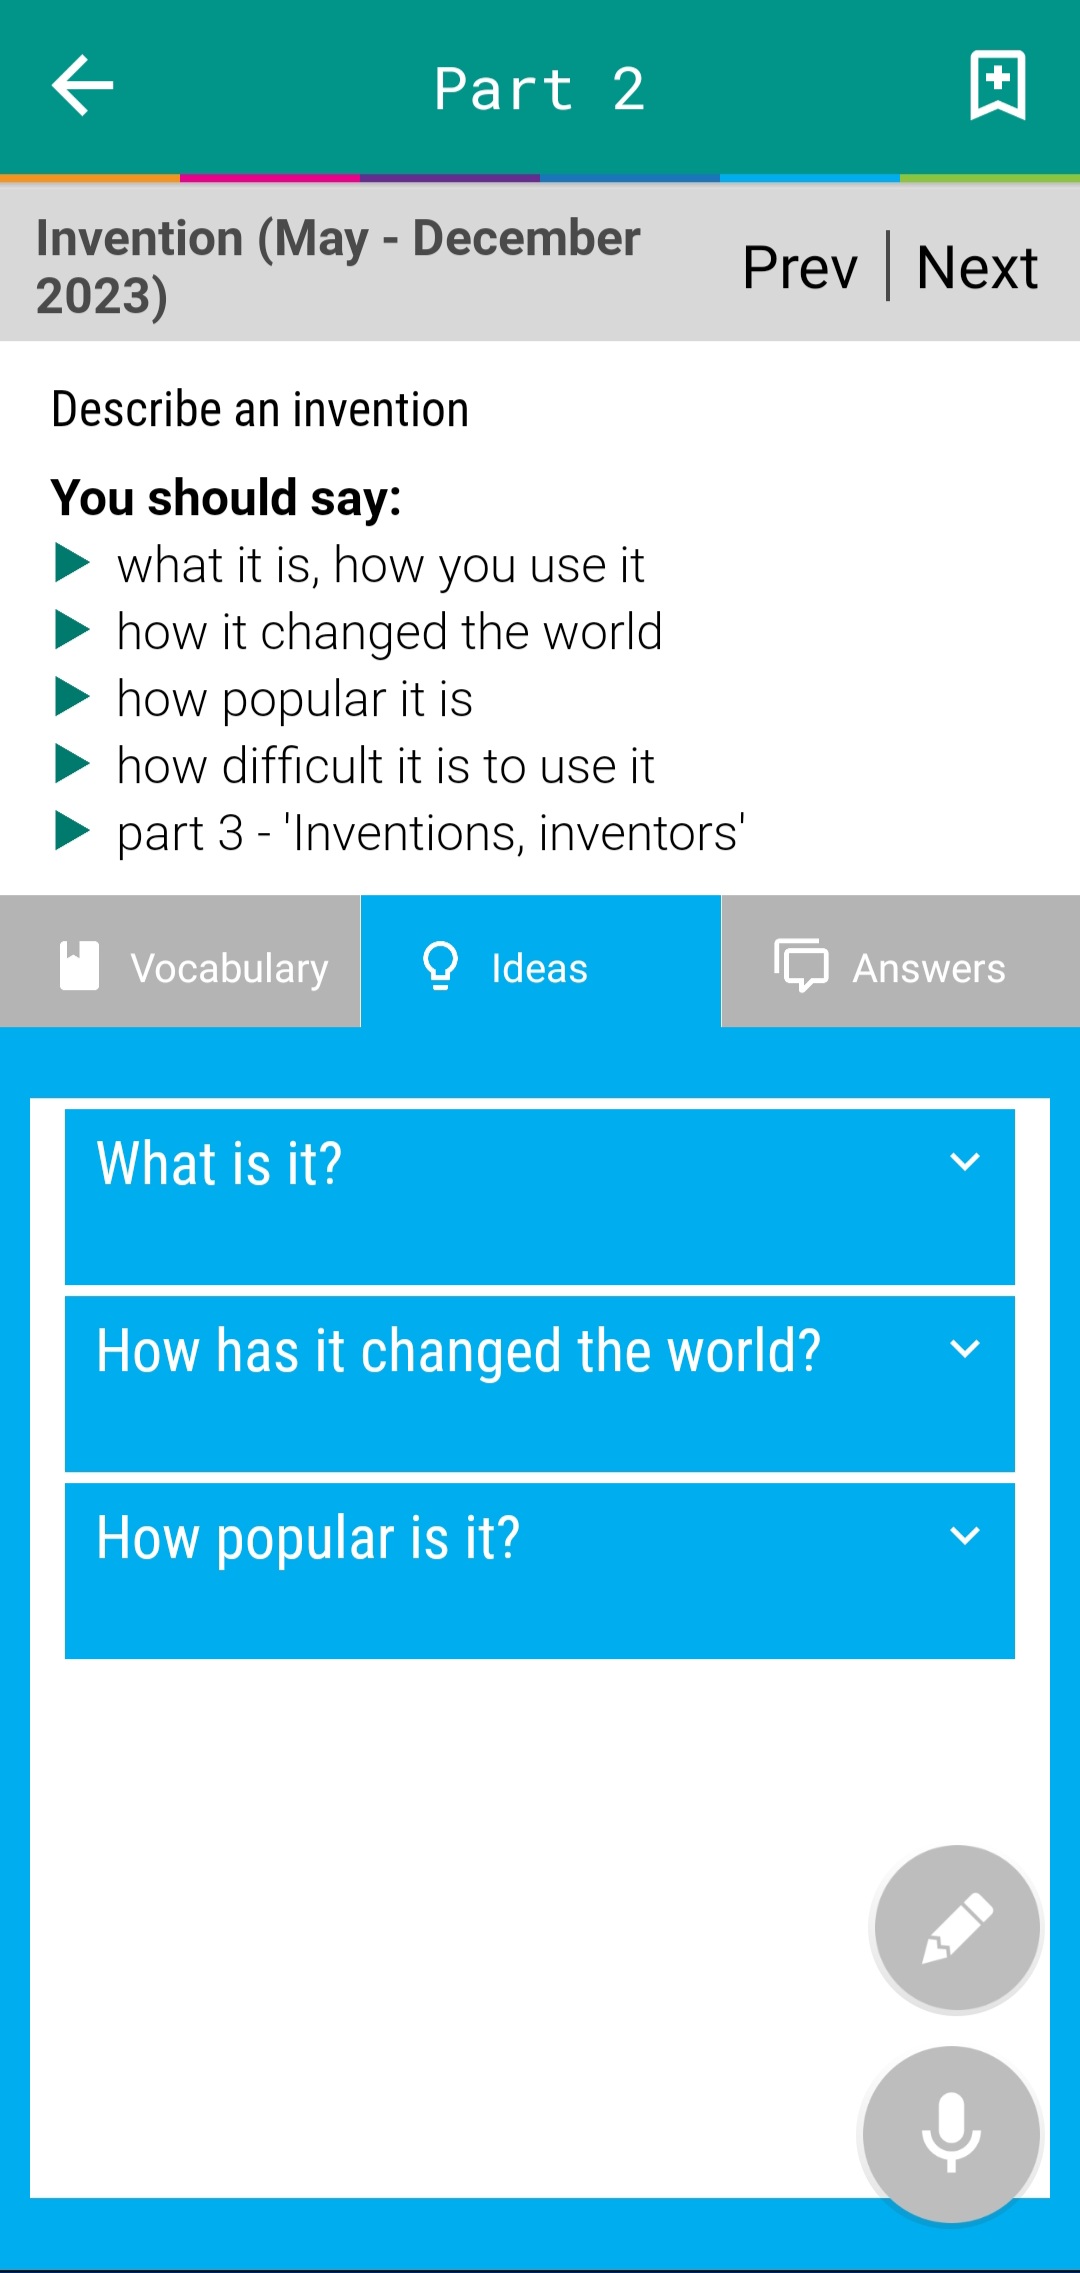 Part 2
Invention (May - December
2023)
Prev | Next
Describe an invention
You should say:
what it is, how you use it
how it changed the world
how popular it is
how difficult it is to use it
part 3 - 'Inventions, inventors'
Vocabulary
Ideas
Answers
What is it?
How has it changed the world?
How popular is it?